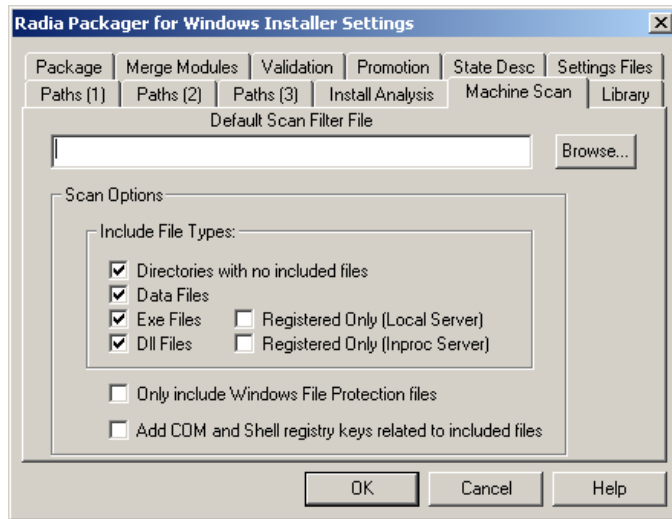 Radia Packager for Windows Installer Settings
Package Merge Modules Validation Promotion State Desc Settings Files
Paths (1) Paths (2) Paths (3) Install Analysis Machine Scan Library
Default Scan Filter File
Browse...
Scan Options
Include File Types:
Directories with no included files
Data Files
Exe Files Registered Only (Local Server)
Dll Files Registered Only (Inproc Server)
Only include Windows File Protection files
Add COM and Shell registry keys related to included files
OK Cancel Help